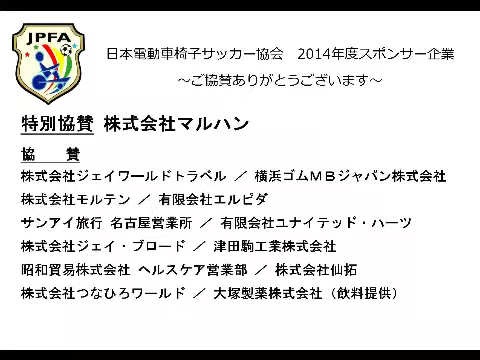 JPFA
日本電動車椅子サッカー協会　2014年度スポンサー企業
～ご協賛ありがとうございます～
特別協賛 株式会社マルハン
協　　賛
株式会社ジェイワールドトラベル ／ 横浜ゴムＭＢジャパン株式会社
株式会社モルテン ／ 有限会社エルピダ
サンアイ旅行 名古屋営業所 ／ 有限会社ユナイテッド・ハーツ
株式会社ジェイ・ブロード ／ 津田駒工業株式会社
昭和貿易株式会社 ヘルスケア営業部 ／ 株式会社仙拓
株式会社つなひろワールド ／ 大塚製薬株式会社（飲料提供）